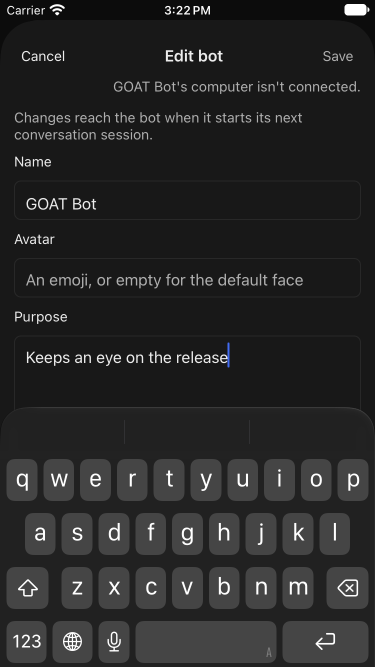 Carrier 3:22 PM
Cancel Edit bot Save
GOAT Bot's computer isn't connected.
Changes reach the bot when it starts its next
conversation session.
Name
GOAT Bot
Avatar
An emoji, or empty for the default face
Purpose
Keeps an eye on the release
q w e r t y u i o p
a s d f g h j k l
z x c v b n m
123
A